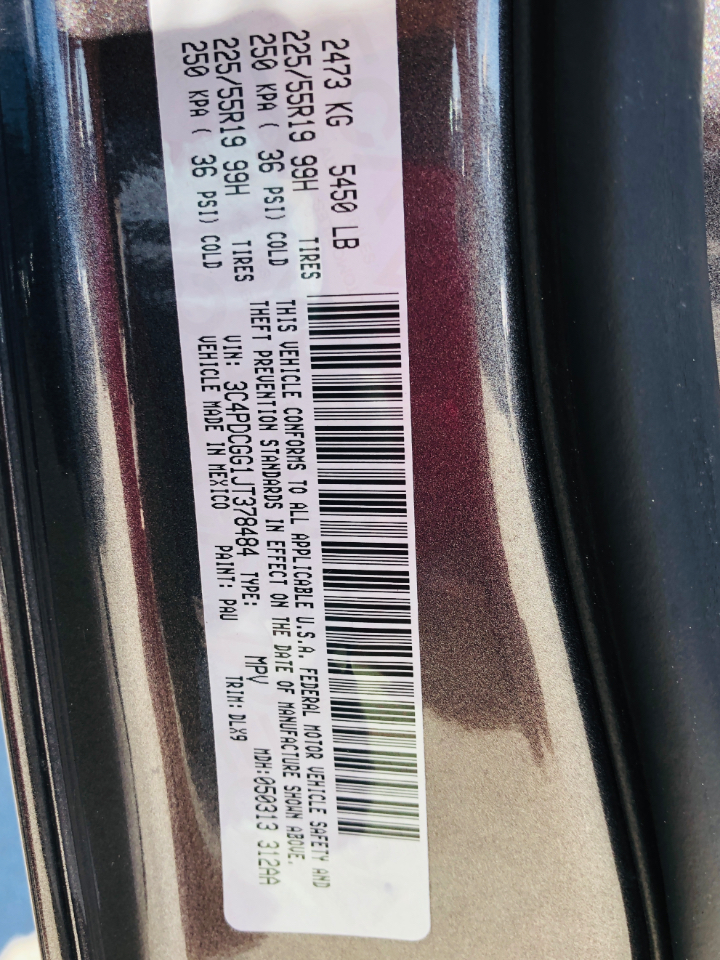 2473 KG 5450 LB
225/55R19 99H TIRES
250 KPA ( 36 PSI) COLD
225/55R19 99H TIRES
250 KPA ( 36 PSI) COLD
THIS VEHICLE CONFORMS TO ALL APPLICABLE U.S.A. FEDERAL MOTOR VEHICLE SAFETY AND
THEFT PREVENTION STANDARDS IN EFFECT ON THE DATE OF MANUFACTURE SHOWN ABOVE.
VIN: 3C4PDCGG1JT378484 TYPE: MPV MDH:050313 312AA
VEHICLE MADE IN MEXICO PAINT: PAU TRIM: DLX9